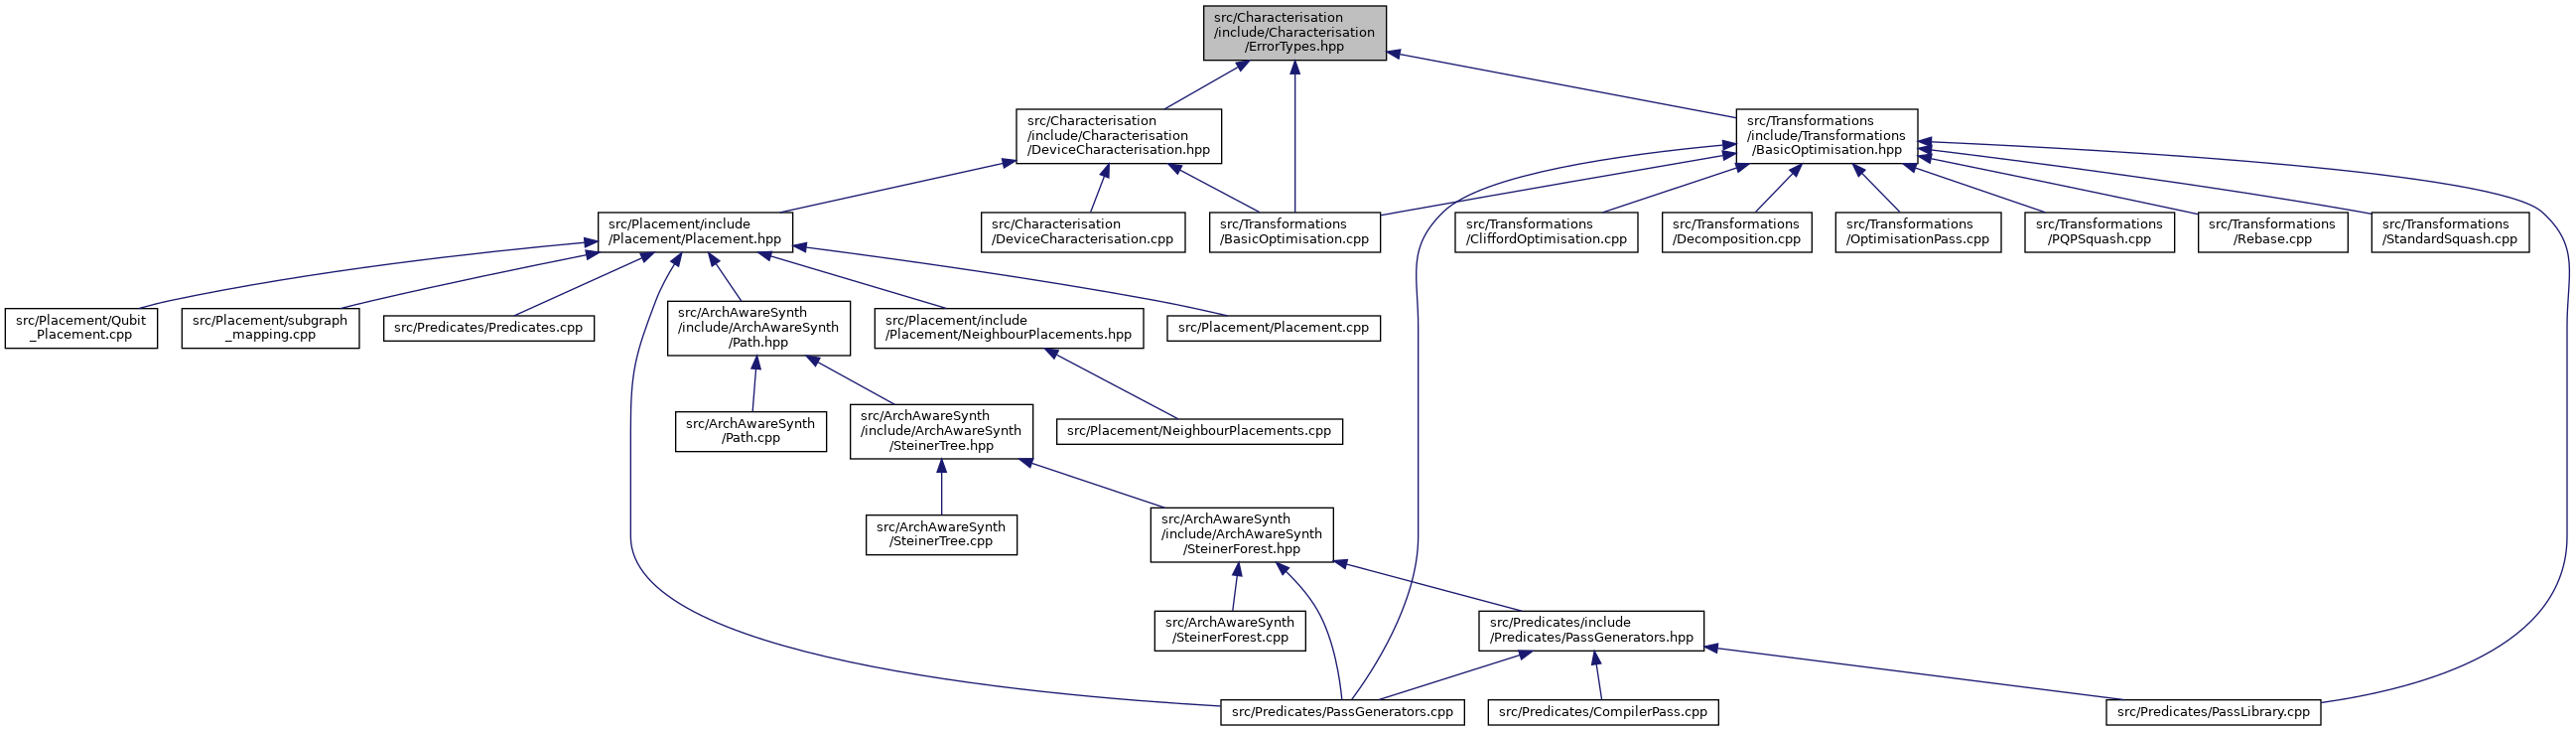 src/Characterisation
/include/Characterisation
/ErrorTypes.hpp
src/Characterisation
/include/Characterisation
/DeviceCharacterisation.hpp
src/Transformations
/include/Transformations
/BasicOptimisation.hpp
src/Placement/include
/Placement/Placement.hpp
src/Characterisation
/DeviceCharacterisation.cpp
src/Transformations
/BasicOptimisation.cpp
src/Transformations
/CliffordOptimisation.cpp
src/Transformations
/Decomposition.cpp
src/Transformations
/OptimisationPass.cpp
src/Transformations
/PQPSquash.cpp
src/Transformations
/Rebase.cpp
src/Transformations
/StandardSquash.cpp
src/Placement/Qubit
_Placement.cpp
src/Placement/subgraph
_mapping.cpp
src/Predicates/Predicates.cpp
src/ArchAwareSynth
/include/ArchAwareSynth
/Path.hpp
src/Placement/include
/Placement/NeighbourPlacements.hpp
src/Placement/Placement.cpp
src/ArchAwareSynth
/Path.cpp
src/ArchAwareSynth
/include/ArchAwareSynth
/SteinerTree.hpp
src/Placement/NeighbourPlacements.cpp
src/ArchAwareSynth
/SteinerTree.cpp
src/ArchAwareSynth
/include/ArchAwareSynth
/SteinerForest.hpp
src/ArchAwareSynth
/SteinerForest.cpp
src/Predicates/include
/Predicates/PassGenerators.hpp
src/Predicates/PassGenerators.cpp
src/Predicates/CompilerPass.cpp
src/Predicates/PassLibrary.cpp